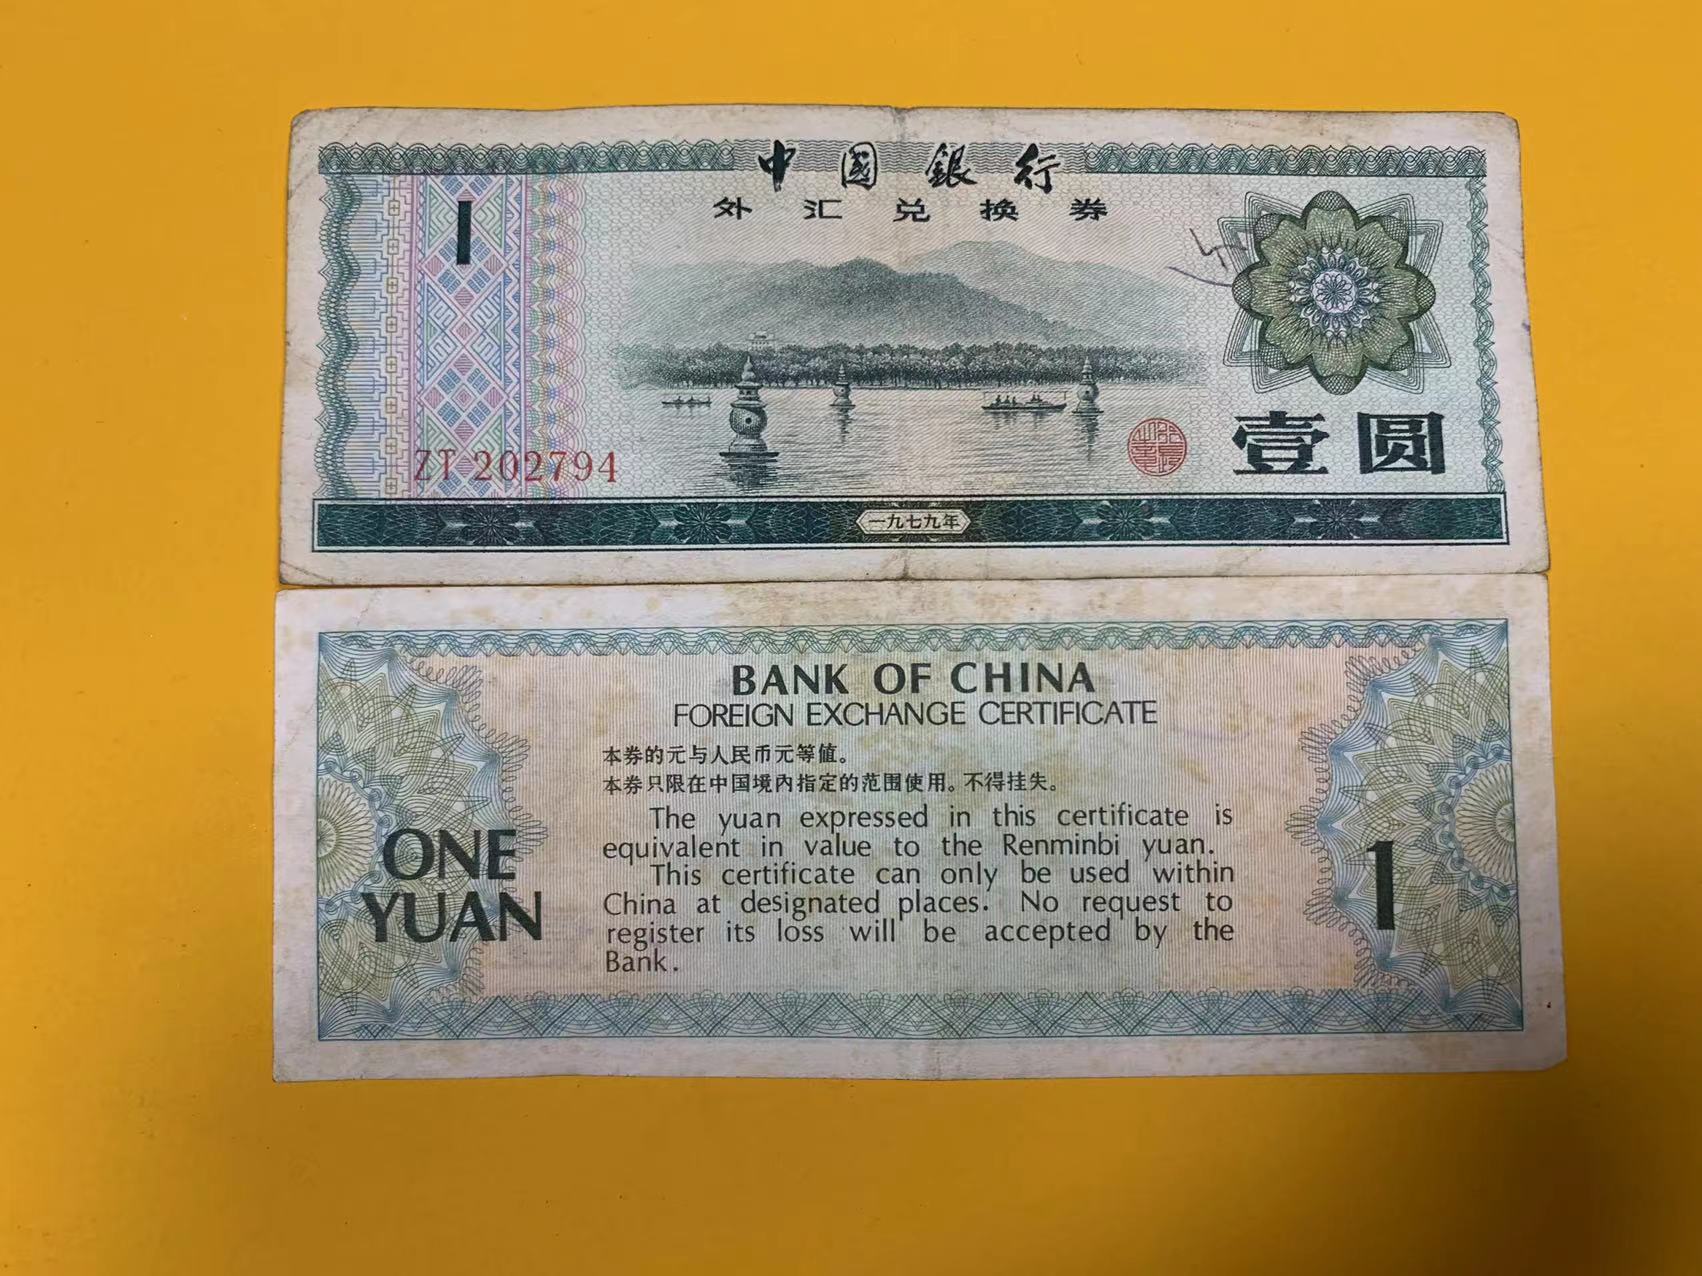 中國銀行
外汇兑换券
1
ZT 202794
壹圆
一九七九年
BANK OF CHINA
FOREIGN EXCHANGE CERTIFICATE
本券的元与人民币元等值。
本券只限在中国境内指定的范围使用。不得挂失。
The yuan expressed in this certificate is
equivalent in value to the Renminbi yuan.
This certificate can only be used within
China at designated places. No request to
register its loss will be accepted by the
Bank.
ONE
YUAN
1